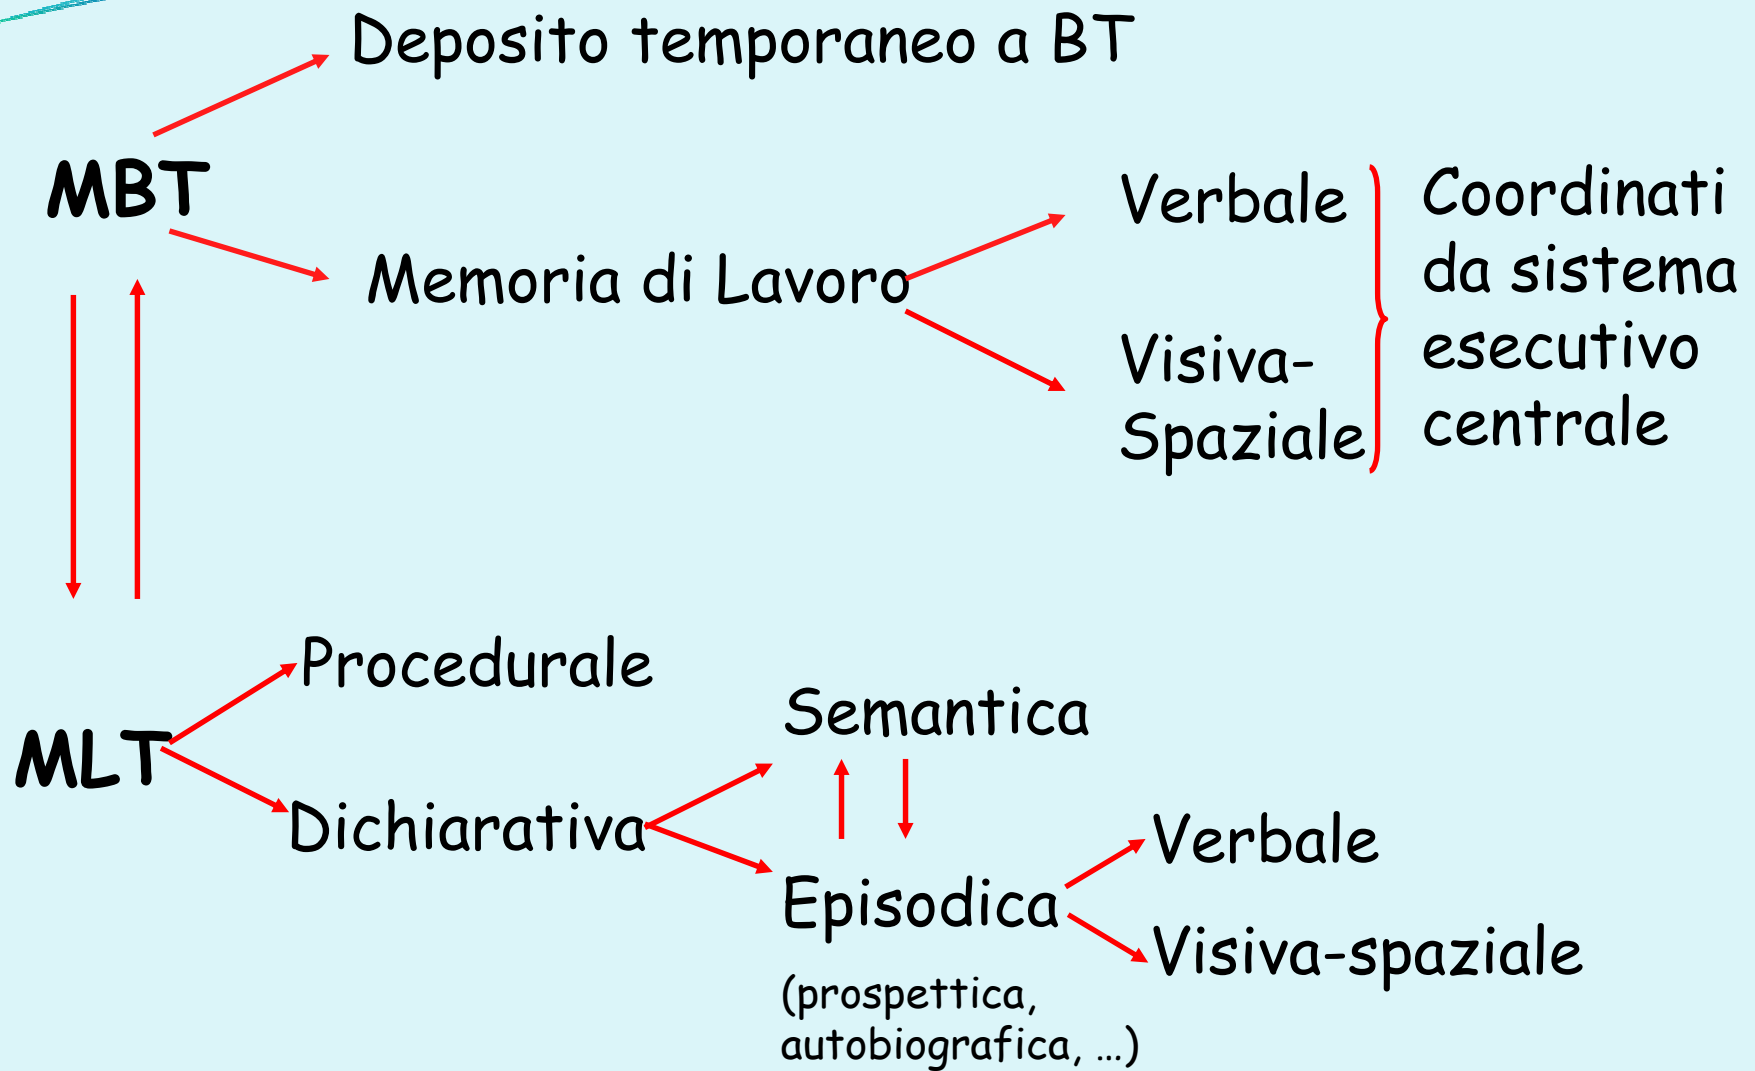 Deposito temporaneo a BT
MBT
Memoria di Lavoro
Verbale
Visiva-
Spaziale
Coordinati
da sistema
esecutivo
centrale
MLT
Procedurale
Dichiarativa
Semantica
Episodica
(prospettica,
autobiografica, ...)
Verbale
Visiva-spaziale